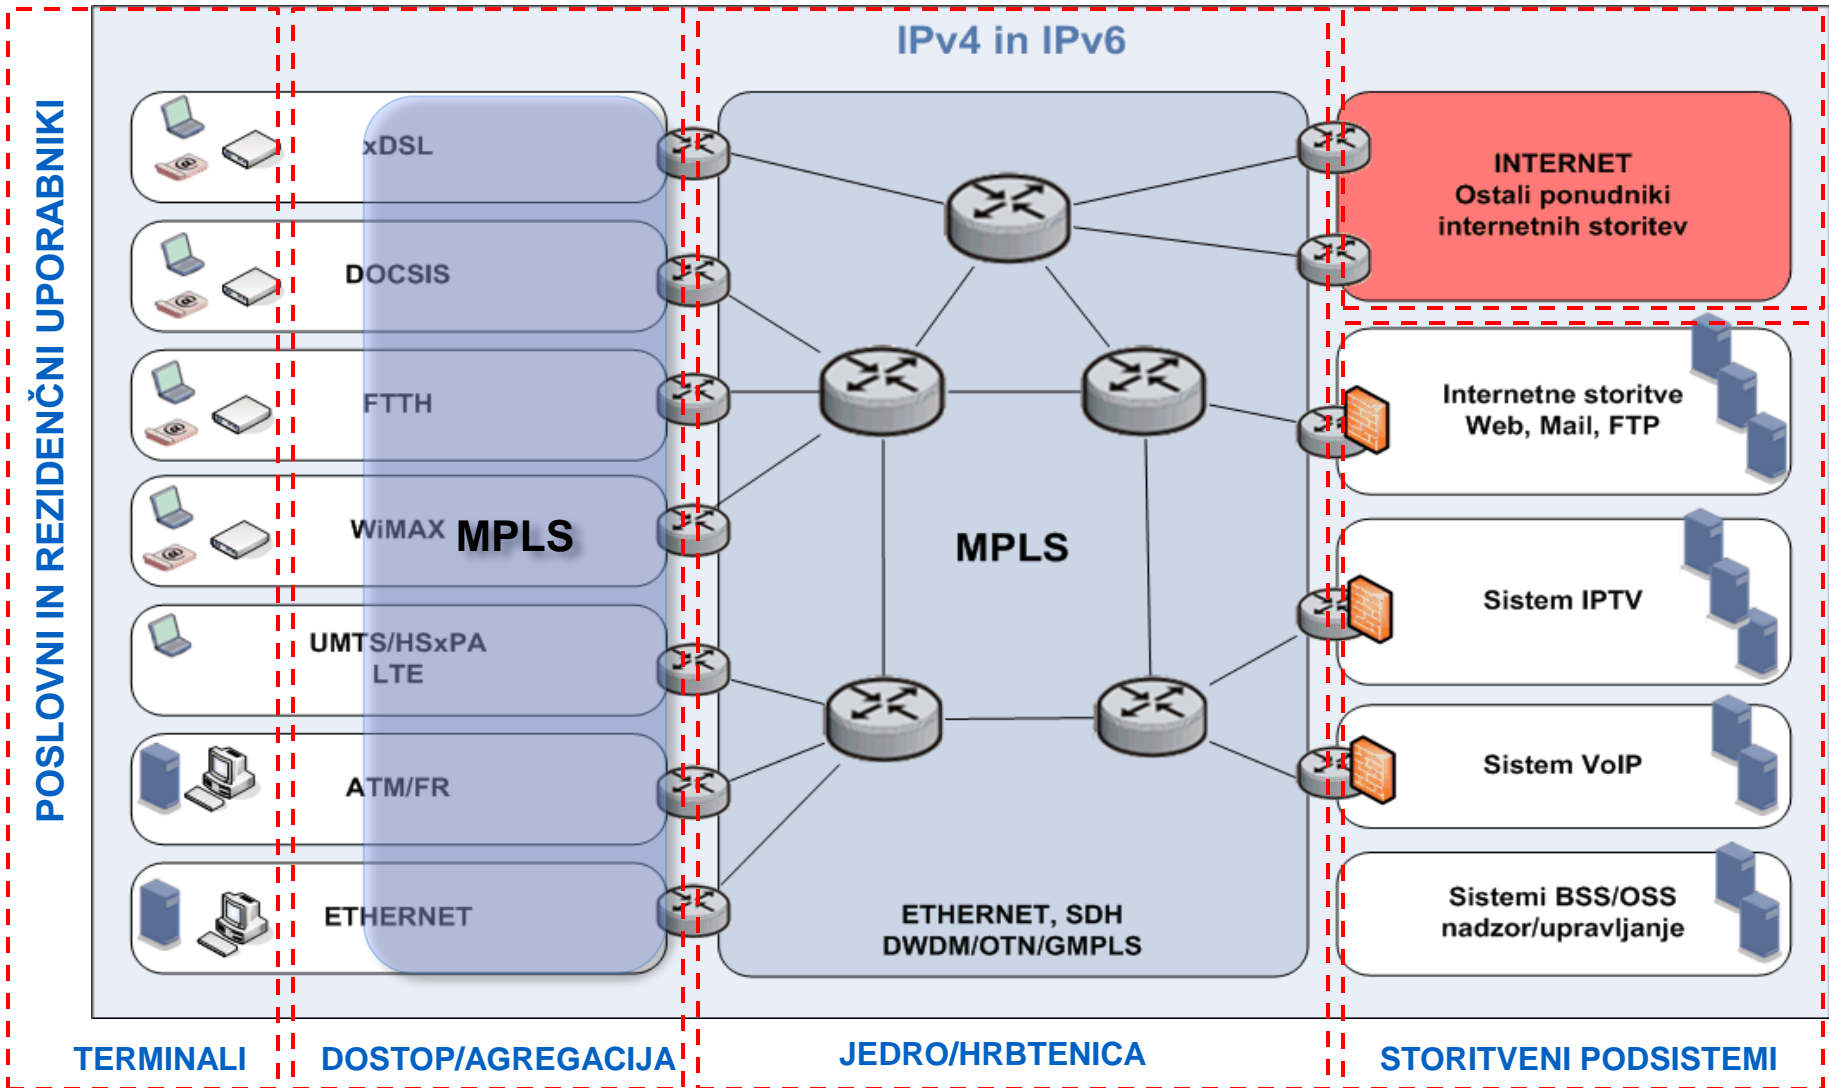 IPv4 in IPv6
POSLOVNI IN REZIDENČNI UPORABNIKI
xDSL
DOCSIS
FTTH
WiMAX
MPLS
UMTS/HSxPA
LTE
ATM/FR
ETHERNET
MPLS
ETHERNET, SDH
DWDM/OTN/GMPLS
INTERNET
Ostali ponudniki
internetnih storitev
Internetne storitve
Web, Mail, FTP
Sistem IPTV
Sistem VoIP
Sistemi BSS/OSS
nadzor/upravljanje
TERMINALI
DOSTOP/AGREGACIJA
JEDRO/HRBTENICA
STORITVENI PODSISTEMI